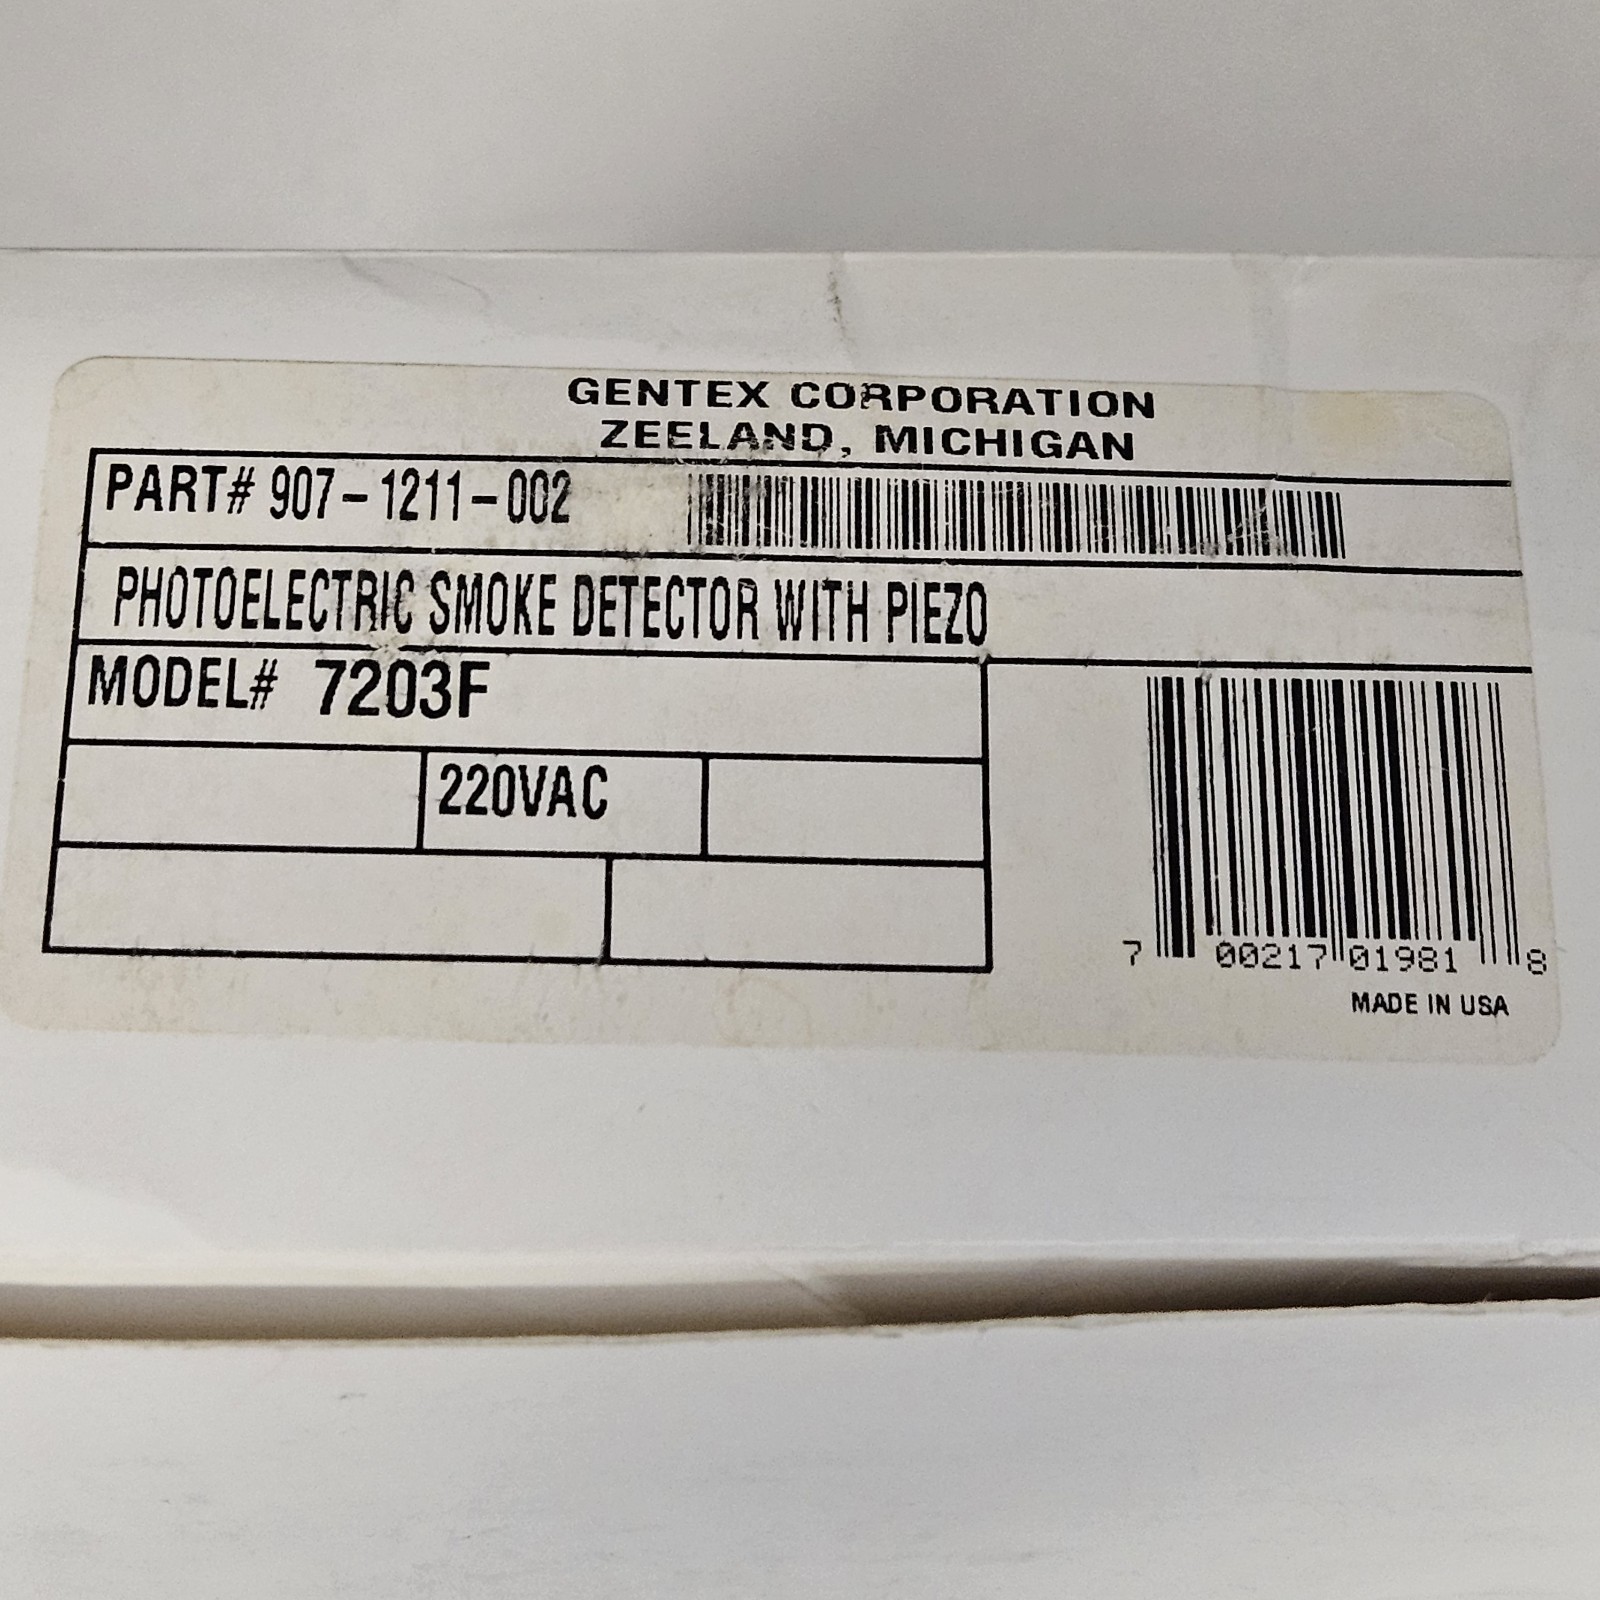 GENTEX CORPORATION
ZEELAND, MICHIGAN
PART# 907-1211-002
PHOTOELECTRIC SMOKE DETECTOR WITH PIEZO
MODEL# 7203F
220VAC
7 00217 01981 8
MADE IN USA